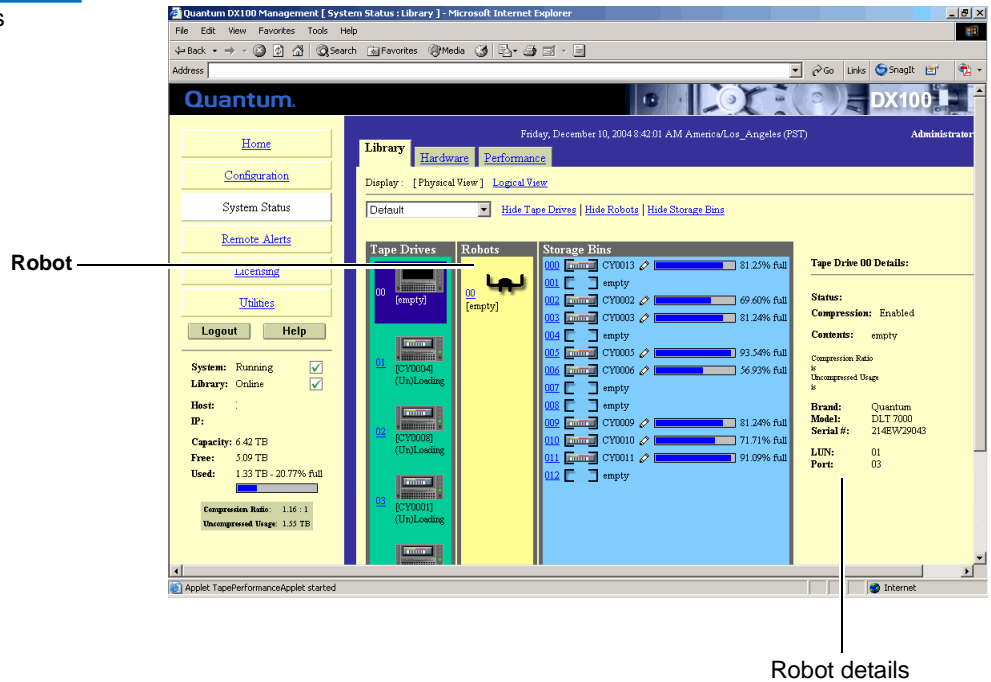 s
Quantum DX100 Management [ System Status : Library ] - Microsoft Internet Explorer
File Edit View Favorites Tools Help
Back Search Favorites Media
Address Go Links SnagIt
Quantum. DX100
Home
Configuration
System Status
Remote Alerts
Licensing
Utilities
Logout Help
System: Running
Library: Online
Host: :
IP:
Capacity: 6.42 TB
Free: 5.09 TB
Used: 1.33 TB - 20.77% full
Compression Ratio: 1.16 : 1
Uncompressed Usage: 1.55 TB
Friday, December 10, 2004 8:42:01 AM America/Los_Angeles (PST) Administrator
Library Hardware Performance
Display : [ Physical View ] Logical View
Default Hide Tape Drives | Hide Robots | Hide Storage Bins
Tape Drives
00 [empty]
01 [CY0004]
(Un)Loading
02 [CY0008]
(Un)Loading
03 [CY0001]
(Un)Loading
Robots
00
[empty]
Storage Bins
000 CY0013 81.25% full
001 empty
002 CY0002 69.60% full
003 CY0003 81.24% full
004 empty
005 CY0005 93.54% full
006 CY0006 56.93% full
007 empty
008 empty
009 CY0009 81.24% full
010 CY0010 71.71% full
011 CY0011 91.09% full
012 empty
Tape Drive 00 Details:
Status:
Compression: Enabled
Contents: empty
Compression Ratio
is
Uncompressed Usage
is
Brand: Quantum
Model: DLT 7000
Serial #: 214EW29043
LUN: 01
Port: 03
Applet TapePerformanceApplet started Internet
Robot
Robot details